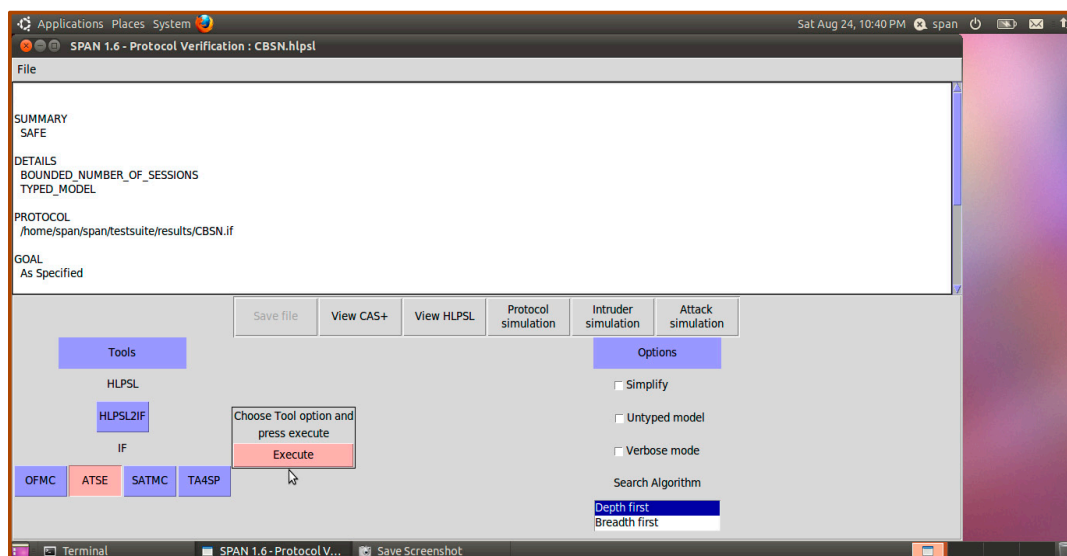 Applications Places System Sat Aug 24, 10:40 PM span
SPAN 1.6 - Protocol Verification : CBSN.hlpsl
File
SUMMARY
SAFE
DETAILS
BOUNDED_NUMBER_OF_SESSIONS
TYPED_MODEL
PROTOCOL
/home/span/span/testsuite/results/CBSN.if
GOAL
As Specified
Save file View CAS+ View HLPSL Protocol simulation Intruder simulation Attack simulation
Tools
HLPSL
HLPSL2IF
IF
OFMC ATSE SATMC TA4SP
Choose Tool option and
press execute
Execute
Options
Simplify
Untyped model
Verbose mode
Search Algorithm
Depth first
Breadth first
Terminal SPAN 1.6 - Protocol V... Save Screenshot